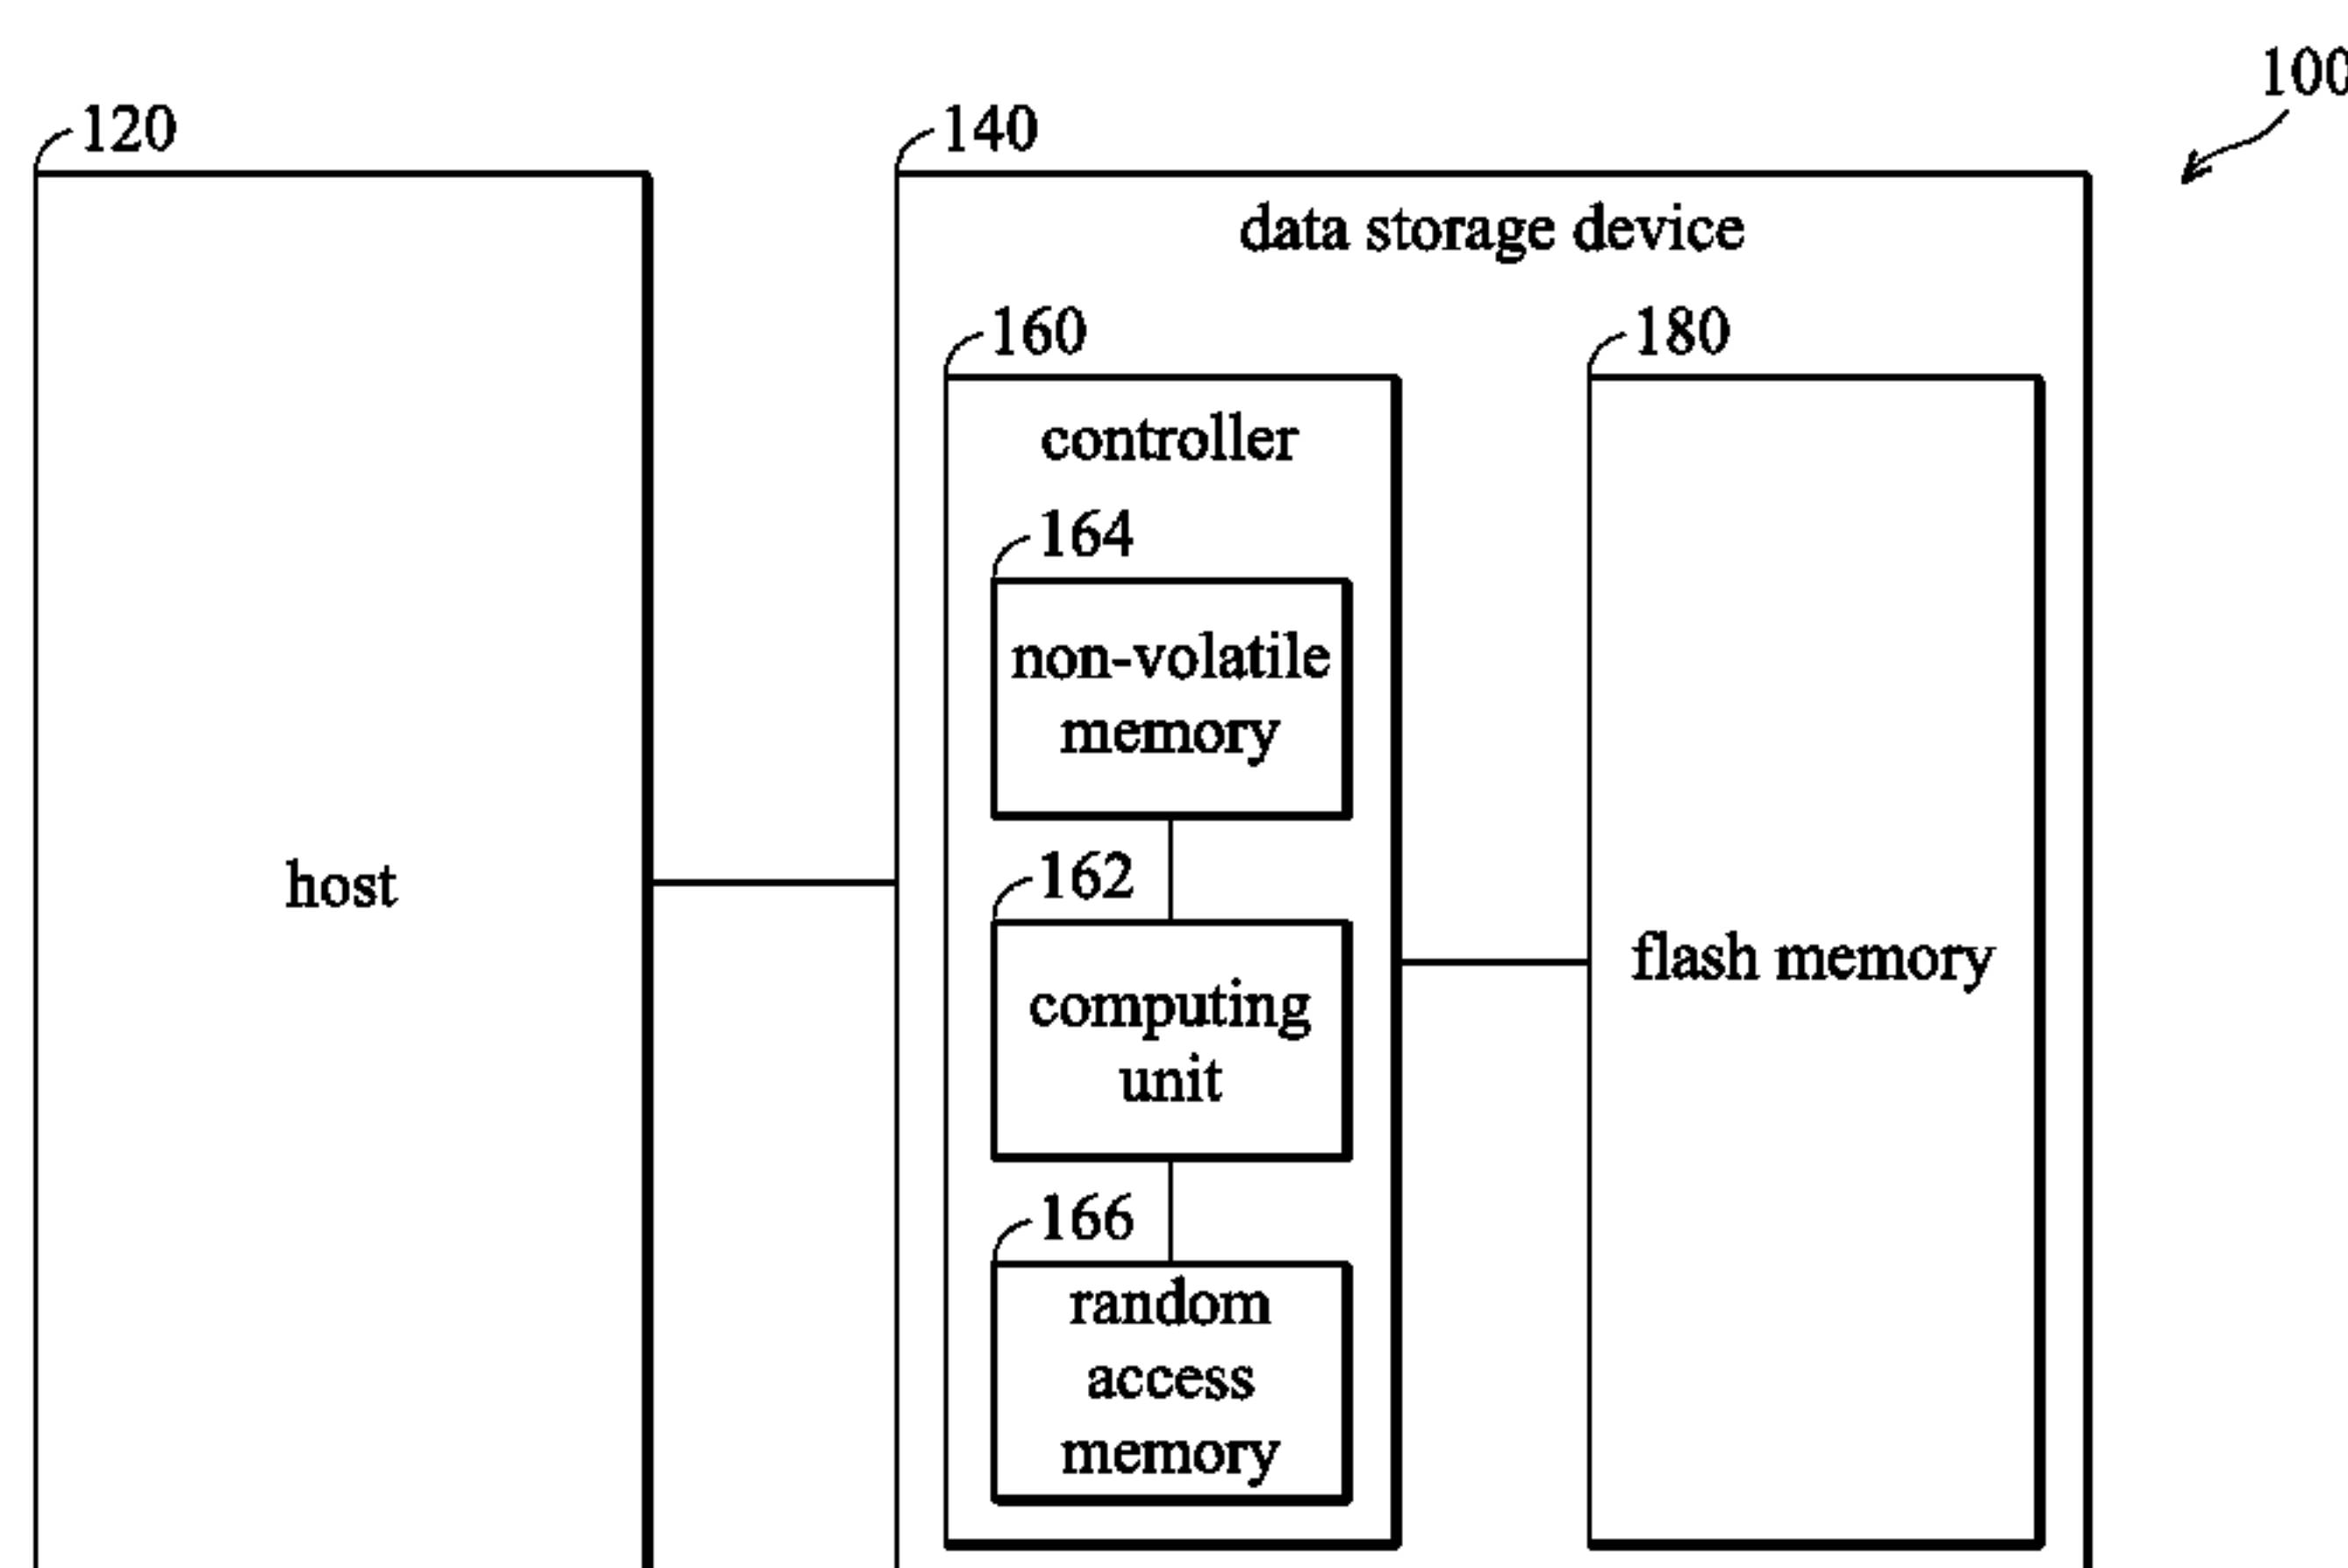 100
120
140
data storage device
160
180
controller
164
non-volatile
memory
162
host
computing
unit
flash memory
166
random
access
memory